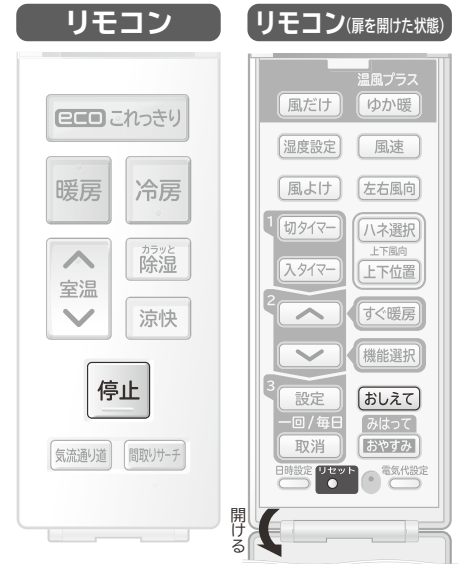 リモコン
eco これっきり
暖房
冷房
室温
カラッと
除湿
涼快
停止
気流通り道
間取りサーチ
リモコン(扉を開けた状態)
温風プラス
風だけ
ゆか暖
湿度設定
風速
風よけ
左右風向
1
切タイマー
ハネ選択
上下風向
入タイマー
上下位置
2
すぐ暖房
機能選択
3
設定
おしえて
一回/毎日
みはって
取消
おやすみ
日時設定
リセット
電気代設定
開ける